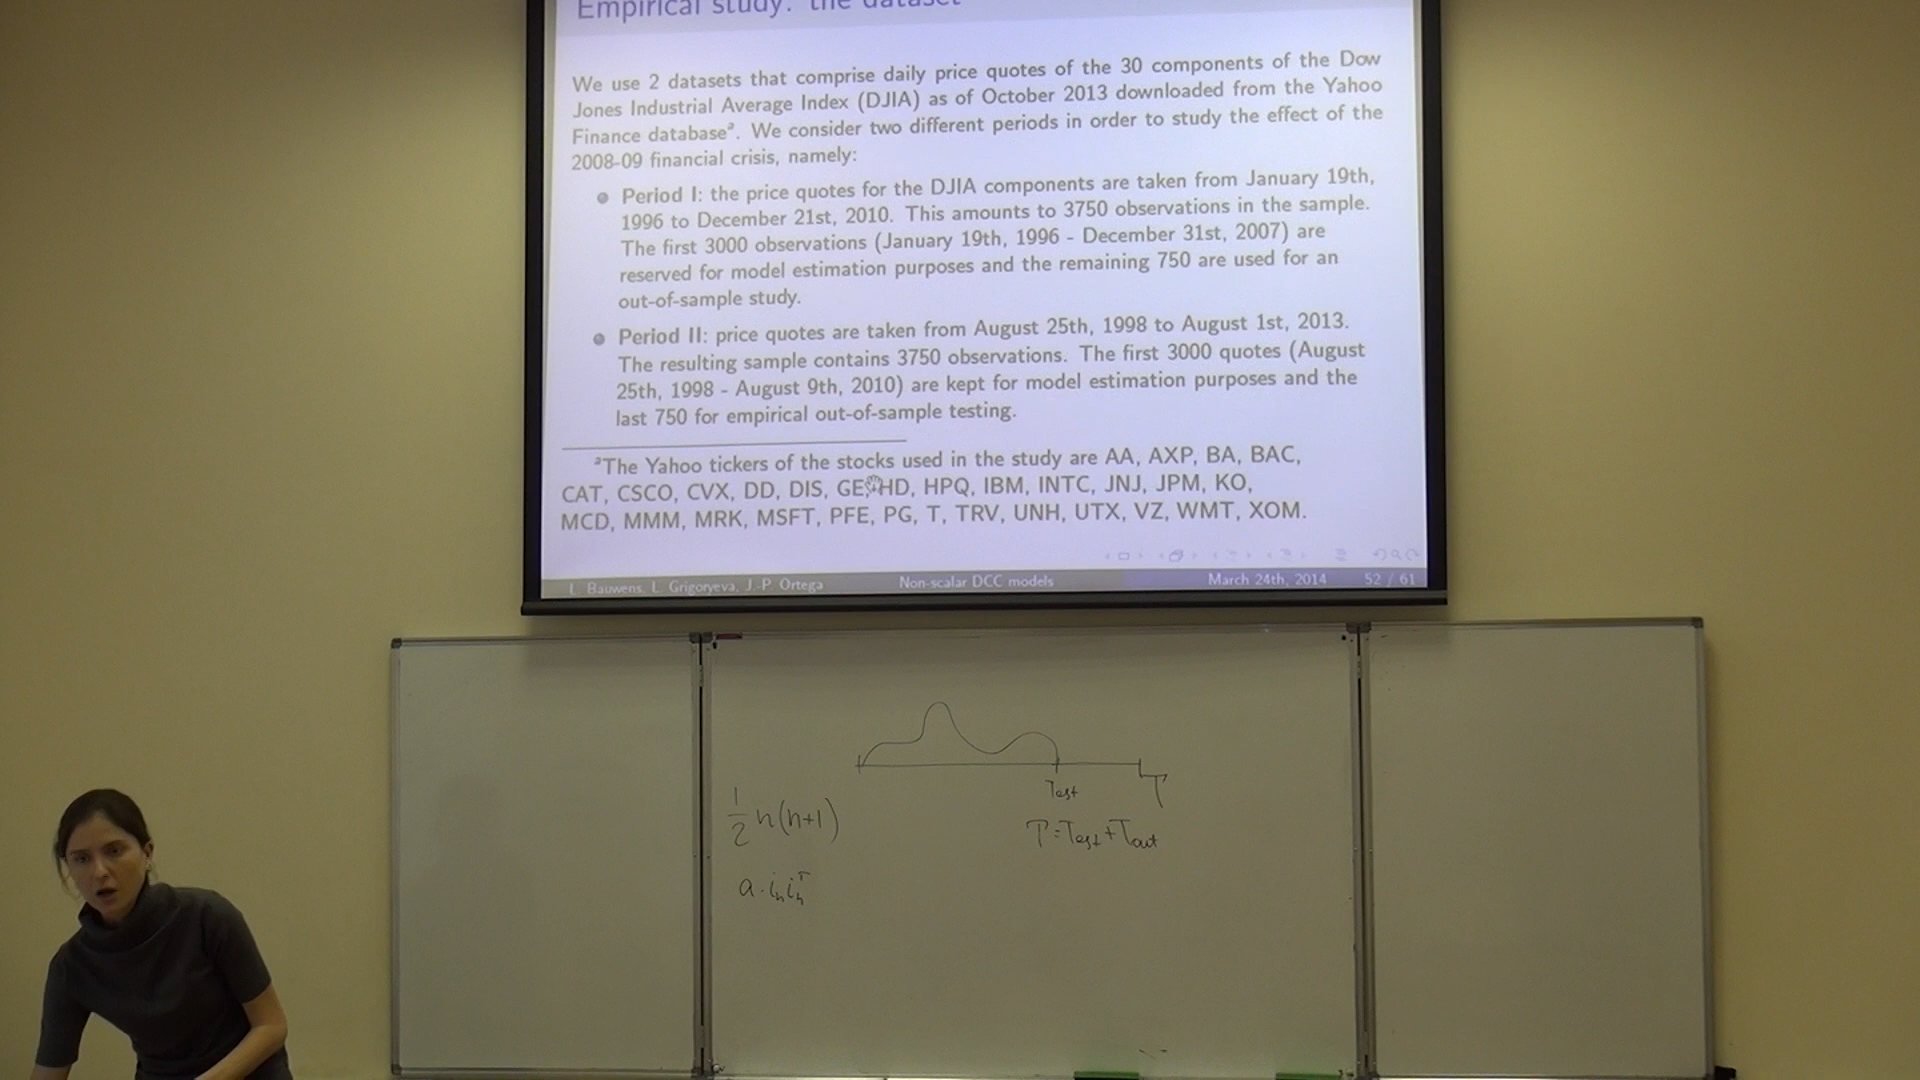 Empirical study: the dataset
We use 2 datasets that comprise daily price quotes of the 30 components of the Dow
Jones Industrial Average Index (DJIA) as of October 2013 downloaded from the Yahoo
Finance databaseᵃ. We consider two different periods in order to study the effect of the
2008-09 financial crisis, namely:
Period I: the price quotes for the DJIA components are taken from January 19th,
1996 to December 21st, 2010. This amounts to 3750 observations in the sample.
The first 3000 observations (January 19th, 1996 - December 31st, 2007) are
reserved for model estimation purposes and the remaining 750 are used for an
out-of-sample study.
Period II: price quotes are taken from August 25th, 1998 to August 1st, 2013.
The resulting sample contains 3750 observations. The first 3000 quotes (August
25th, 1998 - August 9th, 2010) are kept for model estimation purposes and the
last 750 for empirical out-of-sample testing.
ᵃThe Yahoo tickers of the stocks used in the study are AA, AXP, BA, BAC,
CAT, CSCO, CVX, DD, DIS, GE, HD, HPQ, IBM, INTC, JNJ, JPM, KO,
MCD, MMM, MRK, MSFT, PFE, PG, T, TRV, UNH, UTX, VZ, WMT, XOM.
L. Bauwens, L. Grigoryeva, J.-P. Ortega Non-scalar DCC models March 24th, 2014 52 / 61
Test T
1/2 n(n+1) T=Test+Tout
a·iₙiₙᵀ